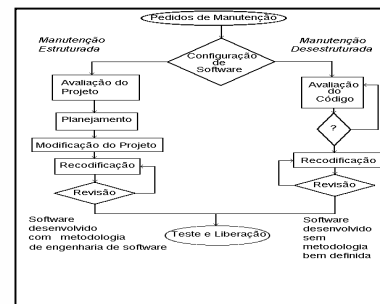 Pedidos de Manutenção
Manutenção
Estruturada
Manutenção
Desestruturada
Configuração
de
Software
Avaliação do
Projeto
Planejamento
Modificação do Projeto
Recodificação
Revisão
Avaliação
do
Código
?
Recodificação
Revisão
Software
desenvolvido
com metodologia
de engenharia de software
Teste e Liberação
Software
desenvolvido
sem
metodologia
bem definida